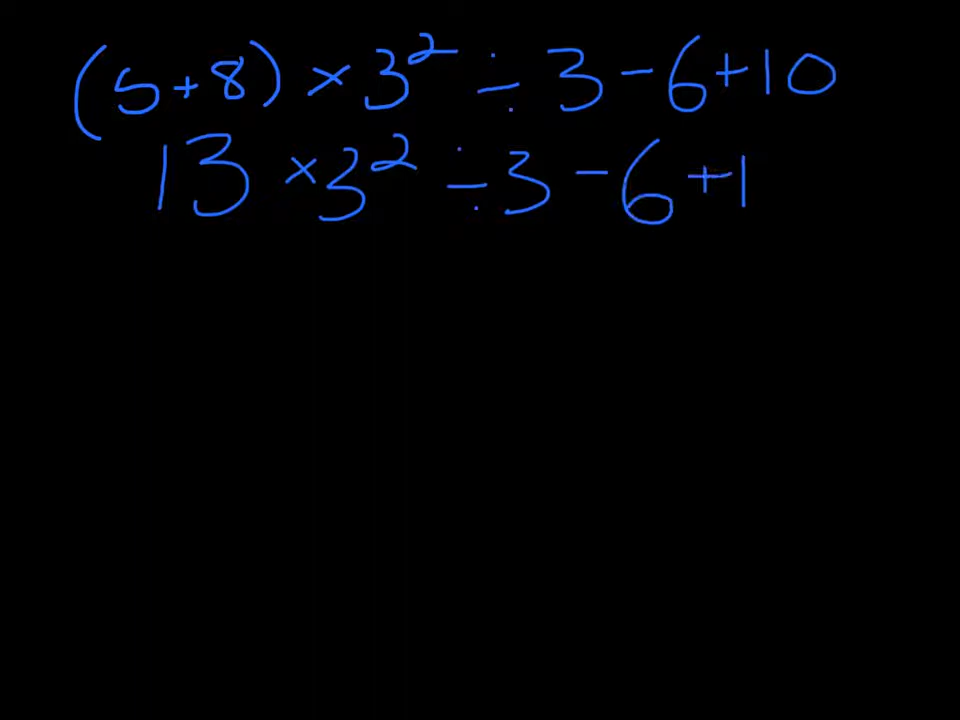 (5+8) × 3² ÷ 3 - 6 + 10
13 × 3² ÷ 3 - 6 + 1